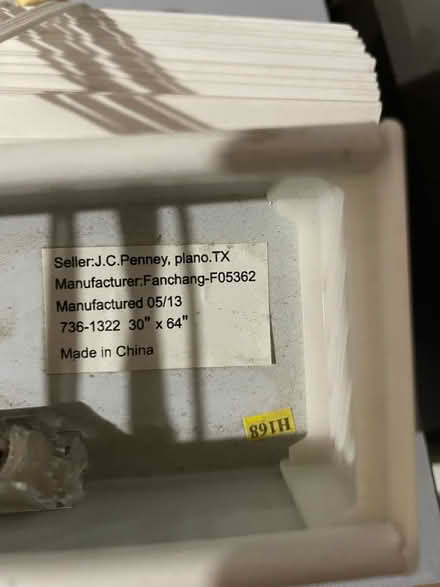 Seller:J.C.Penney, plano.TX
Manufacturer:Fanchang-F05362
Manufactured 05/13
736-1322 30" x 64"
Made in China
H168